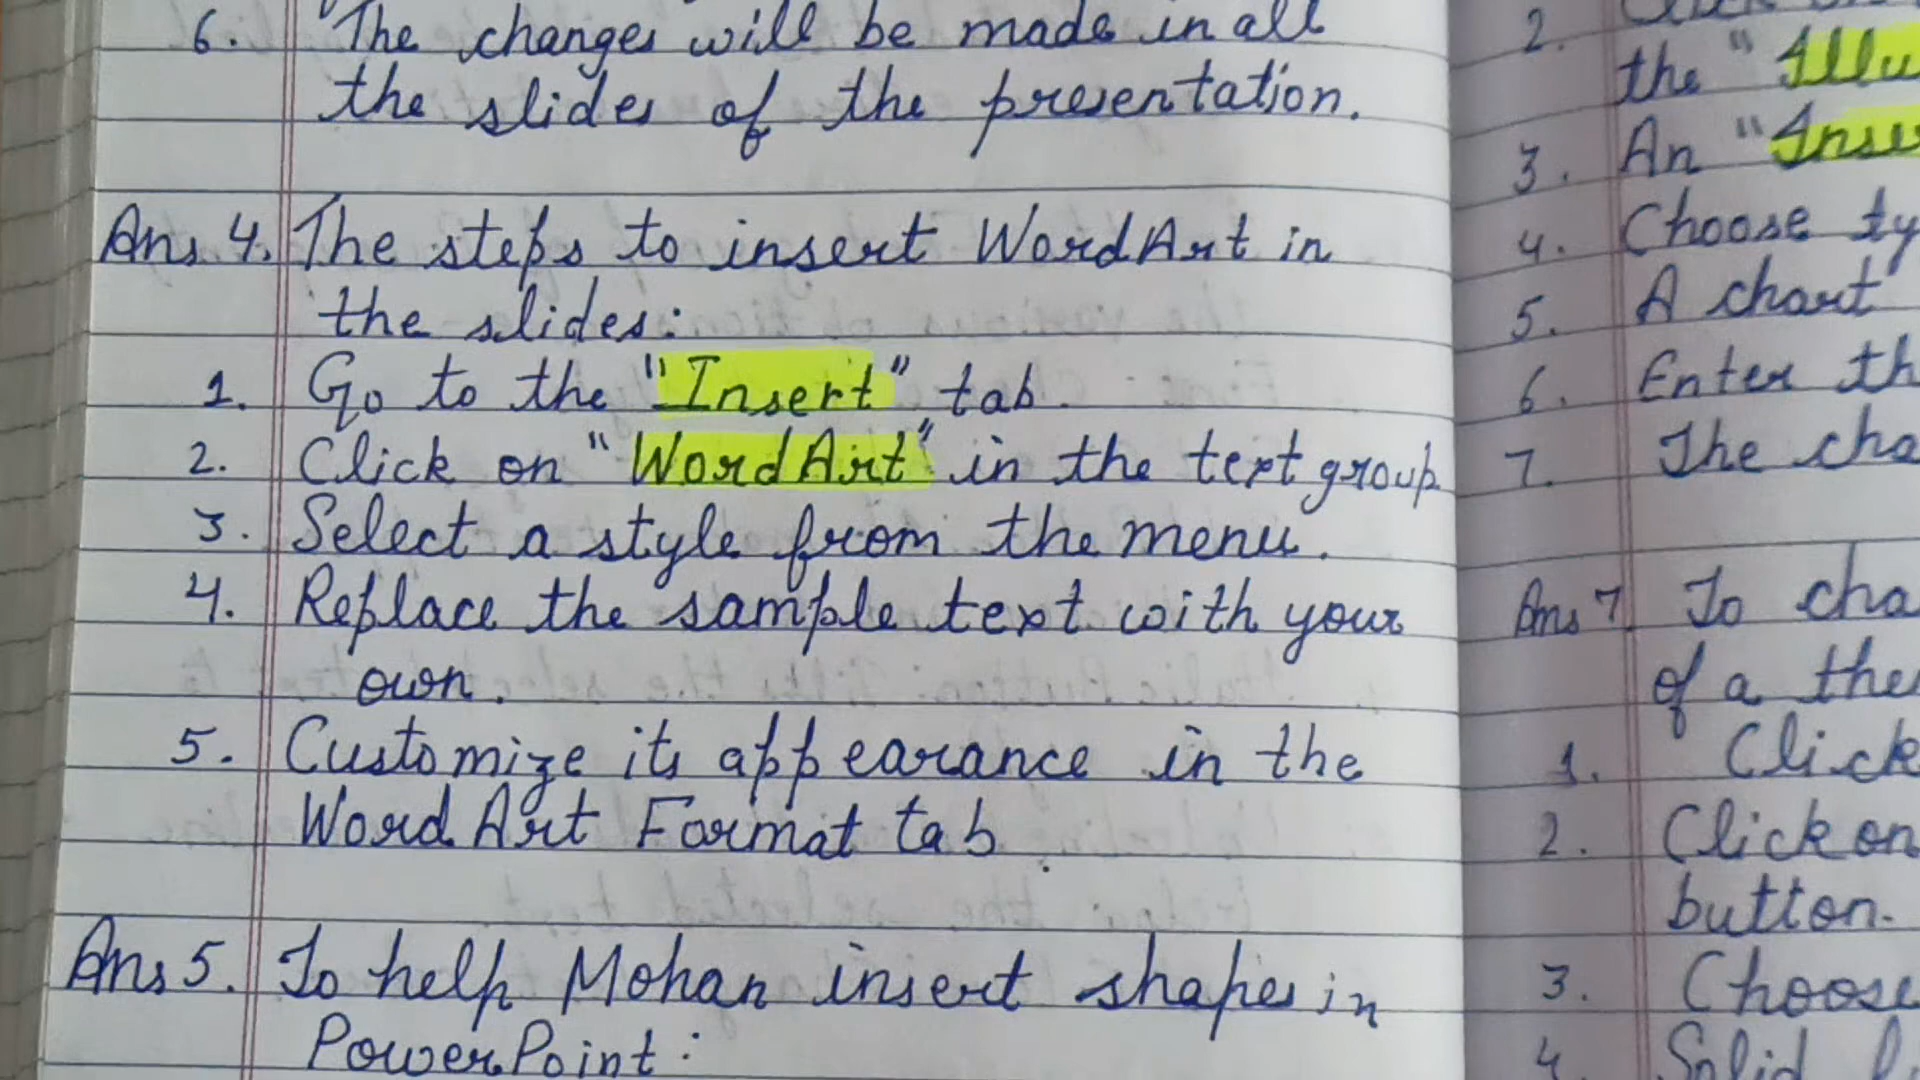 6. The changes will be made in all
the slides of the presentation.
Ans 4. The steps to insert WordArt in
the slides:
1. Go to the "Insert" tab.
2. Click on "WordArt" in the text group
3. Select a style from the menu.
4. Replace the sample text with your
own.
5. Customize its appearance in the
WordArt Format tab.
Ans 5. To help Mohan insert shapes in
PowerPoint:
2.
the "Illu
3. An "Inse
4. Choose ty
5. A chart
6. Enter th
7. The cha
Ans 7. To cha
of a the
1. Click
2. Click on
button.
3. Choose
4. Solid